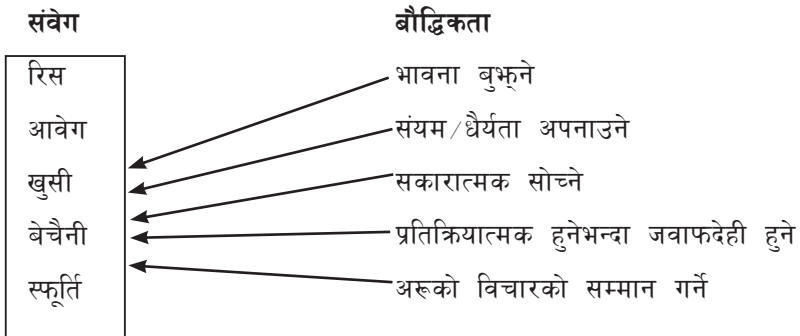 संवेग बौद्धिकता
रिस भावना बुझ्ने
आवेग संयम/धैर्यता अपनाउने
खुसी सकारात्मक सोच्ने
बेचैनी प्रतिक्रियात्मक हुनेभन्दा जवाफदेही हुने
स्फूर्ति अरूको विचारको सम्मान गर्ने